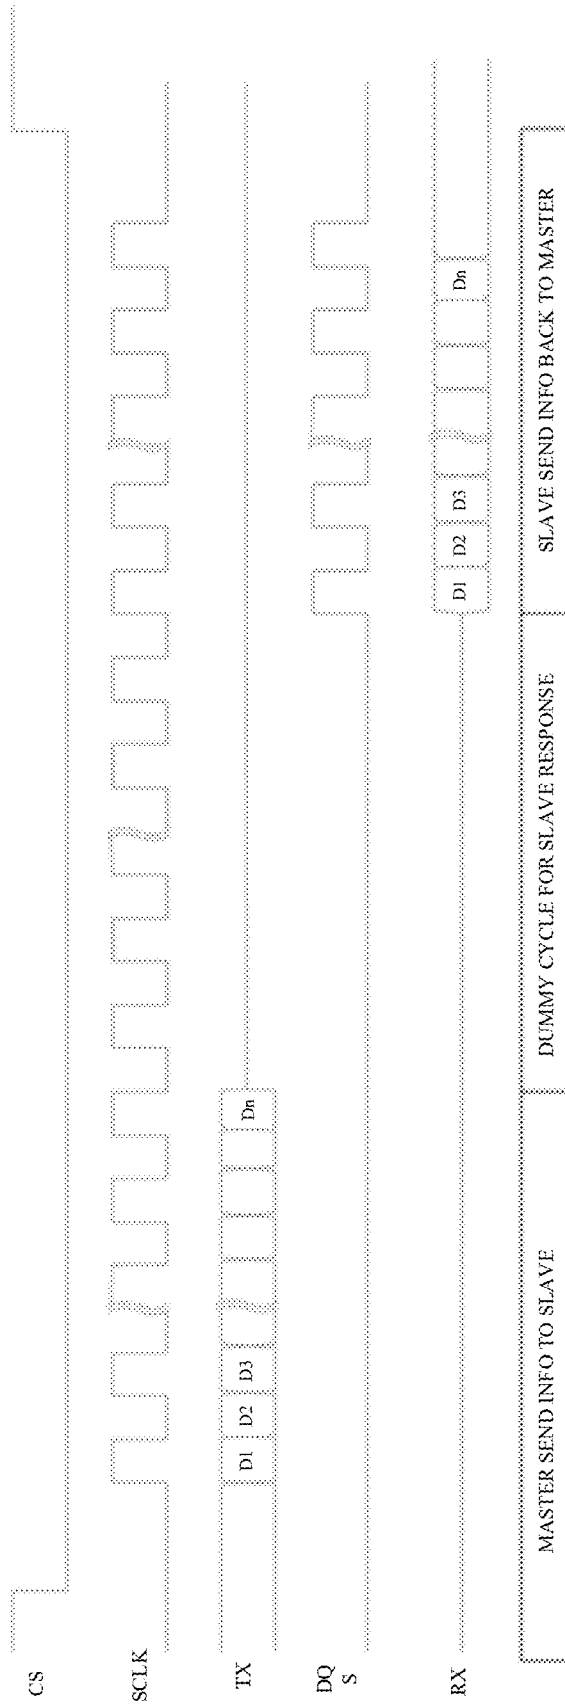 CS
SCLK
TX
D1 D2 D3 Dn
DQ
S
RX
D1 D2 D3 Dn
MASTER SEND INFO TO SLAVE
DUMMY CYCLE FOR SLAVE RESPONSE
SLAVE SEND INFO BACK TO MASTER